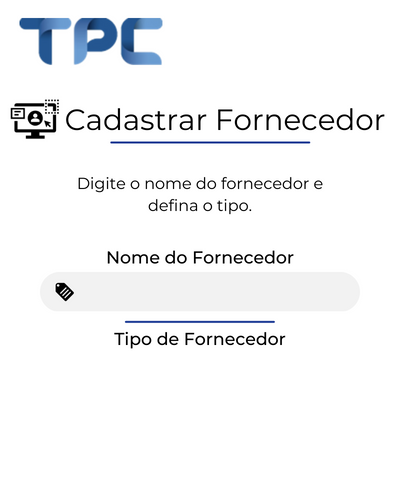 TPC
Cadastrar Fornecedor
Digite o nome do fornecedor e
defina o tipo.
Nome do Fornecedor
Tipo de Fornecedor